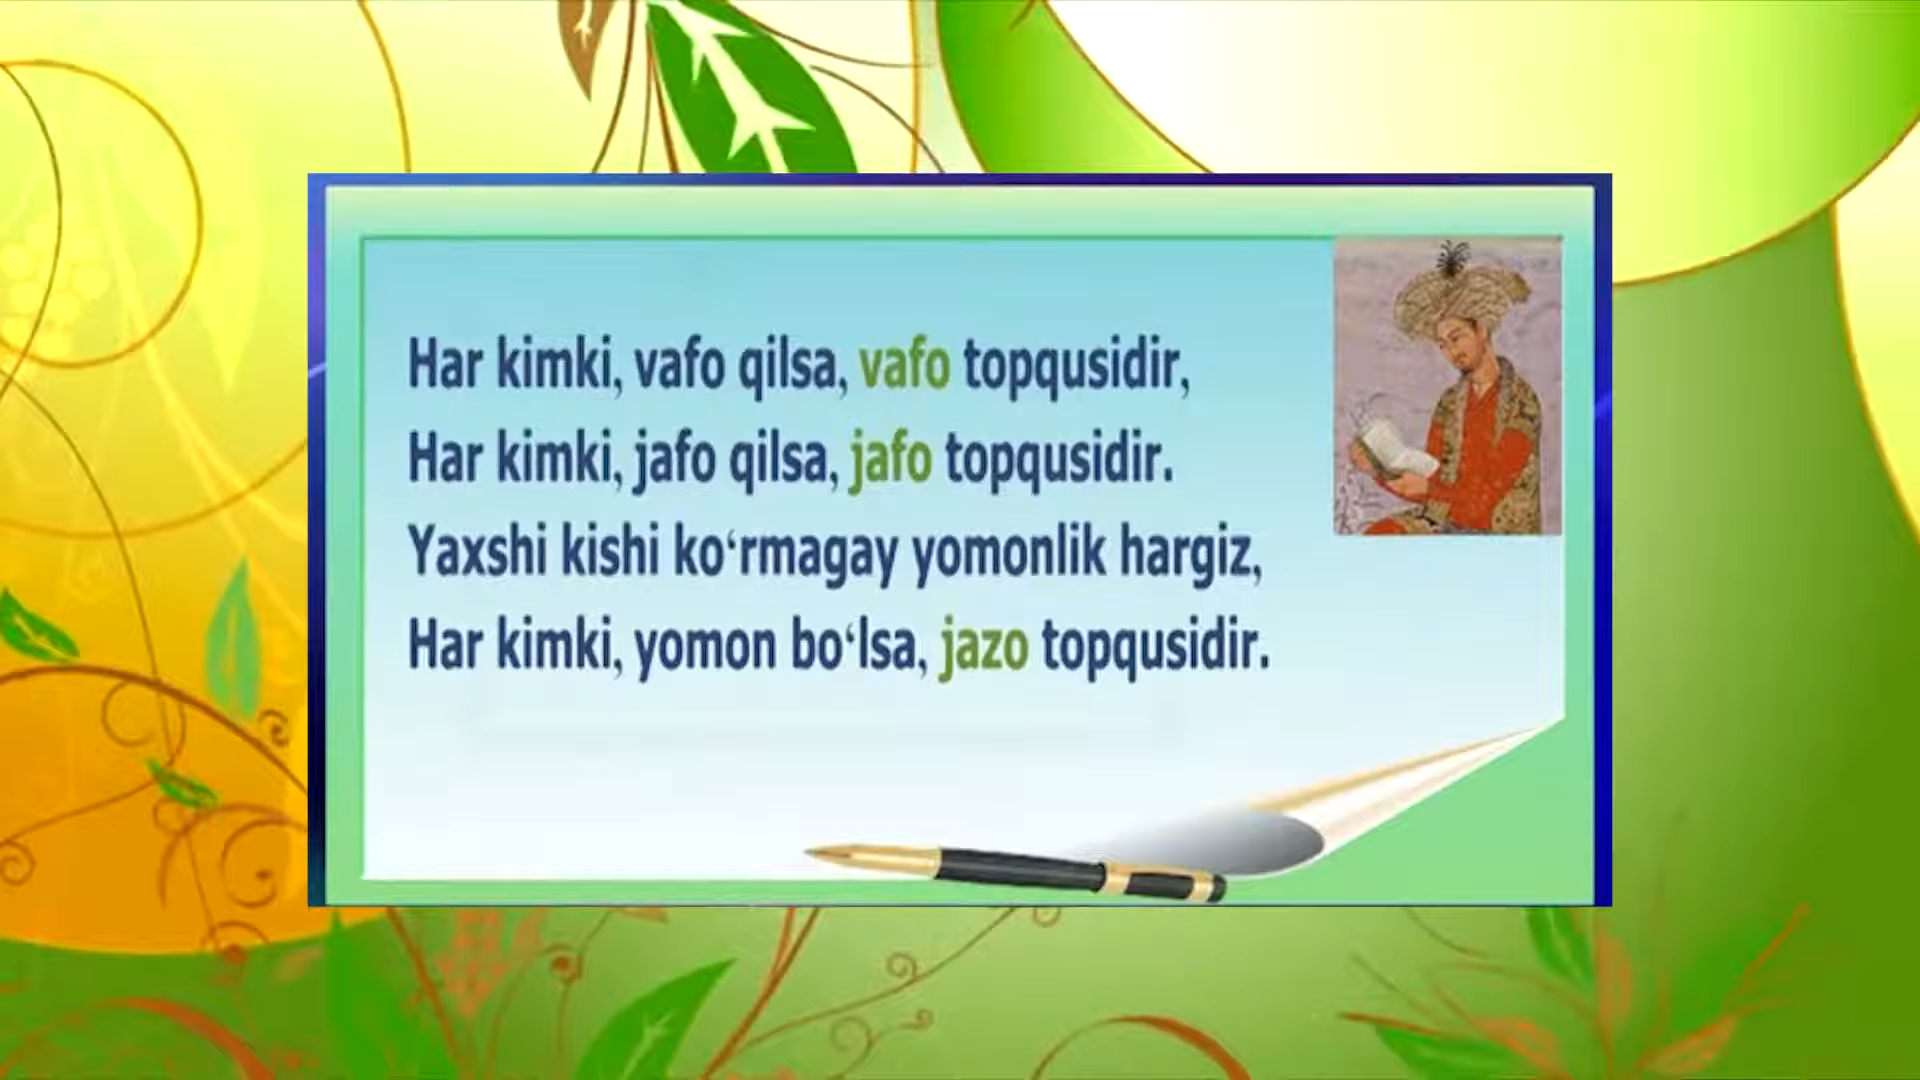 Har kimki, vafo qilsa, vafo topqusidir,
Har kimki, jafo qilsa, jafo topqusidir.
Yaxshi kishi ko‘rmagay yomonlik hargiz,
Har kimki, yomon bo‘lsa, jazo topqusidir.